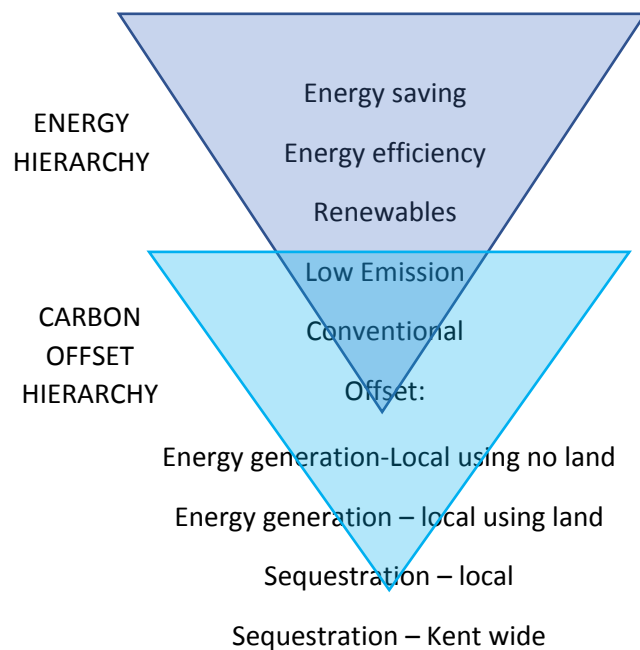 ENERGY
HIERARCHY
Energy saving
Energy efficiency
Renewables
Low Emission
CARBON
OFFSET
HIERARCHY
Conventional
Offset:
Energy generation-Local using no land
Energy generation – local using land
Sequestration – local
Sequestration – Kent wide